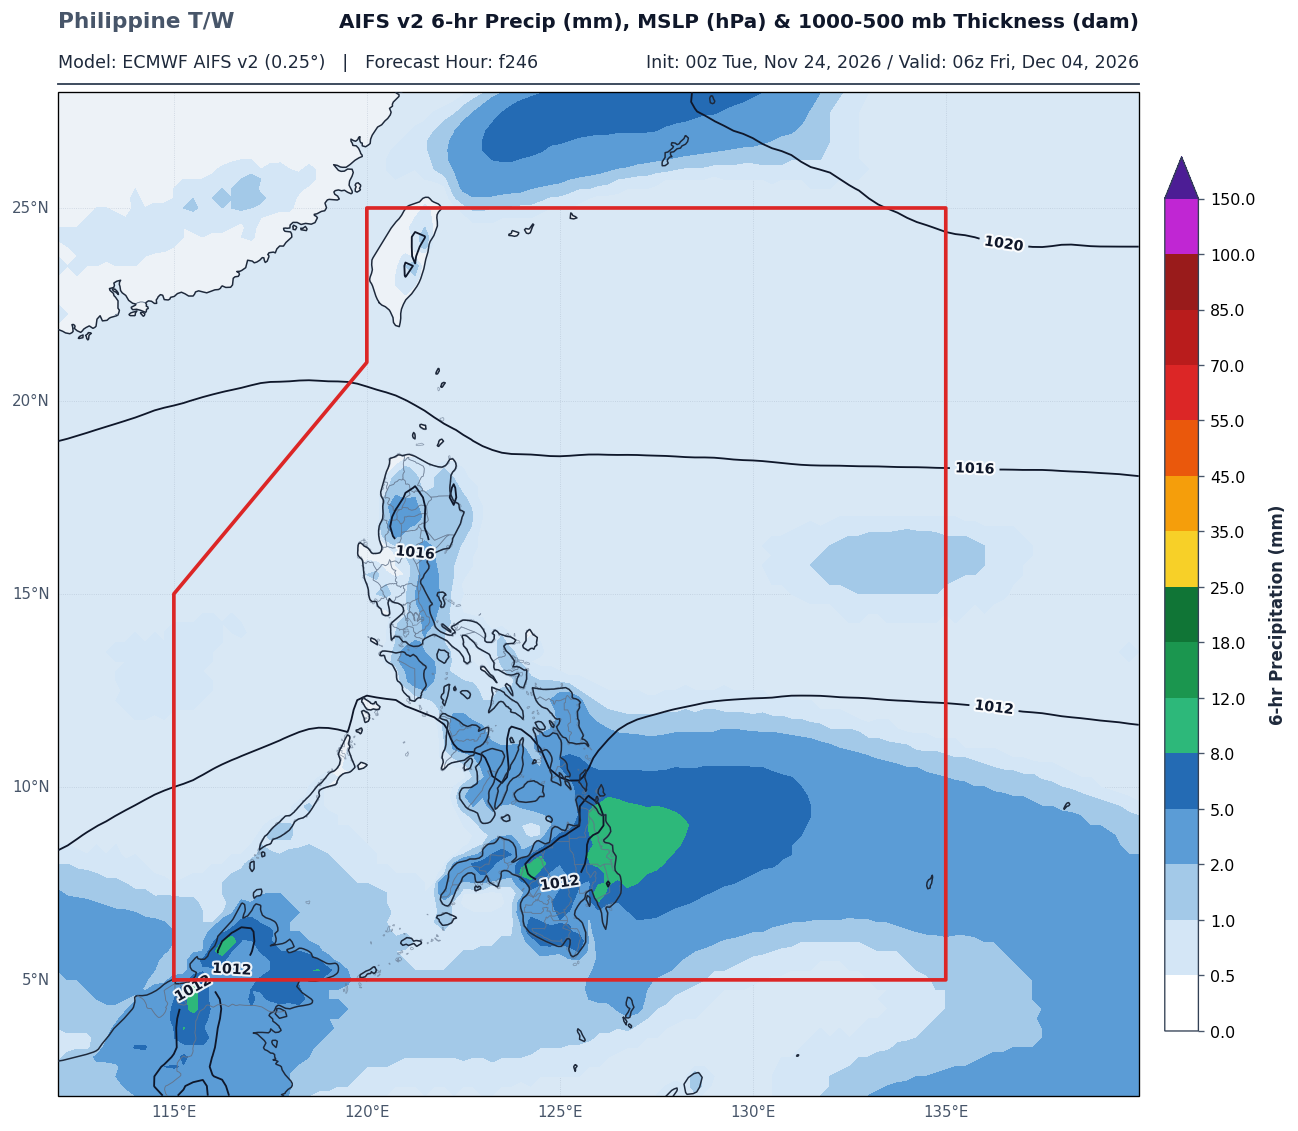 Philippine T/W
AIFS v2 6-hr Precip (mm), MSLP (hPa) & 1000-500 mb Thickness (dam)
Model: ECMWF AIFS v2 (0.25°)   |   Forecast Hour: f246
Init: 00z Tue, Nov 24, 2026 / Valid: 06z Fri, Dec 04, 2026
25°N
20°N
15°N
10°N
5°N
1020
1016
1016
1012
1012
1012
1012
115°E
120°E
125°E
130°E
135°E
150.0
100.0
85.0
70.0
55.0
45.0
35.0
25.0
18.0
12.0
8.0
5.0
2.0
1.0
0.5
0.0
6-hr Precipitation (mm)